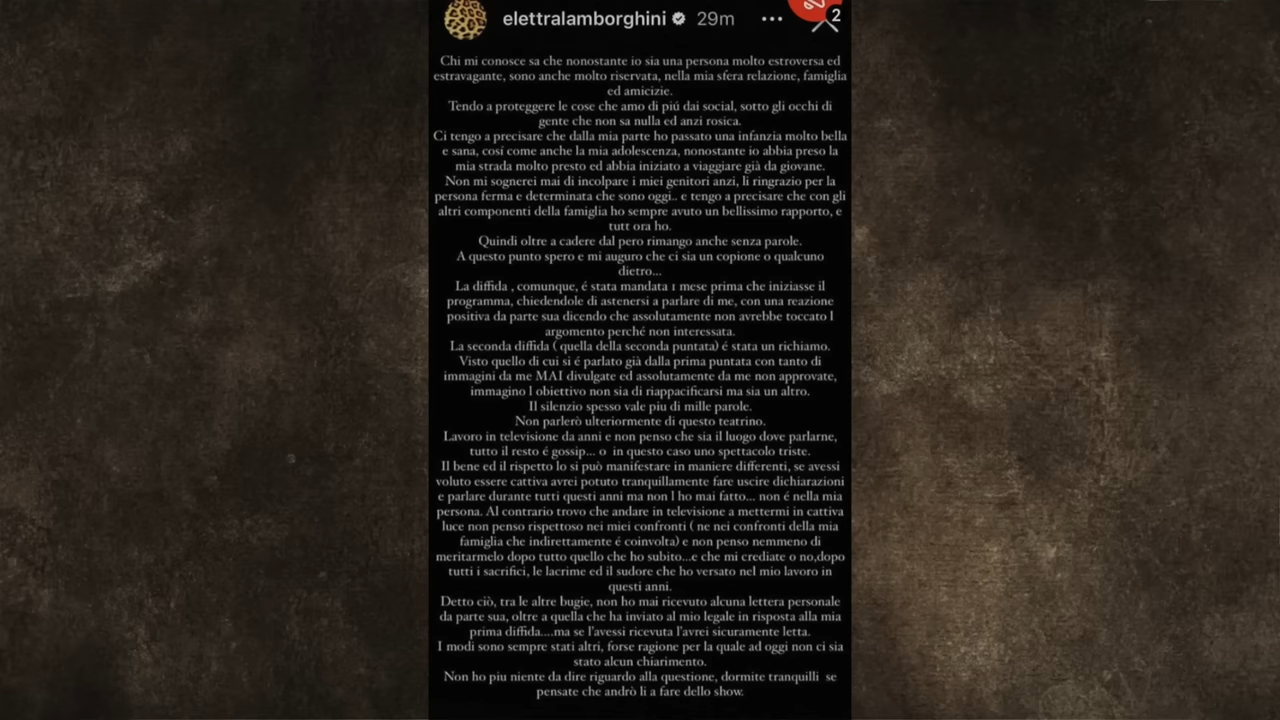 elettralamborghini 29m ...
2
Chi mi conosce sa che nonostante io sia una persona molto estroversa ed
estravagante, sono anche molto riservata, nella mia sfera relazione, famiglia
ed amicizie.
Tendo a proteggere le cose che amo di piú dai social, sotto gli occhi di
gente che non sa nulla ed anzi rosica.
Ci tengo a precisare che dalla mia parte ho passato una infanzia molto bella
e sana, cosí come anche la mia adolescenza, nonostante io abbia preso la
mia strada molto presto ed abbia iniziato a viaggiare già da giovane.
Non mi sognerei mai di incolpare i miei genitori anzi, li ringrazio per la
persona ferma e determinata che sono oggi.. e tengo a precisare che con gli
altri componenti della famiglia ho sempre avuto un bellissimo rapporto, e
tutt ora ho.
Quindi oltre a cadere dal pero rimango anche senza parole.
A questo punto spero e mi auguro che ci sia un copione o qualcuno
dietro...
La diffida , comunque, é stata mandata 1 mese prima che iniziasse il
programma, chiedendole di astenersi a parlare di me, con una reazione
positiva da parte sua dicendo che assolutamente non avrebbe toccato l
argomento perché non interessata.
La seconda diffida ( quella della seconda puntata) é stata un richiamo.
Visto quello di cui si é parlato già dalla prima puntata con tanto di
immagini da me MAI divulgate ed assolutamente da me non approvate,
immagino l obiettivo non sia di riappacificarsi ma sia un altro.
Il silenzio spesso vale piu di mille parole.
Non parlerò ulteriormente di questo teatrino.
Lavoro in televisione da anni e non penso che sia il luogo dove parlarne,
tutto il resto é gossip... o in questo caso uno spettacolo triste.
Il bene ed il rispetto lo si può manifestare in maniere differenti, se avessi
voluto essere cattiva avrei potuto tranquillamente fare uscire dichiarazioni
e parlare durante tutti questi anni ma non l ho mai fatto... non é nella mia
persona. Al contrario trovo che andare in televisione a mettermi in cattiva
luce non penso rispettoso nei miei confronti ( ne nei confronti della mia
famiglia che indirettamente é coinvolta) e non penso nemmeno di
meritarmelo dopo tutto quello che ho subito...e che mi crediate o no,dopo
tutti i sacrifici, le lacrime ed il sudore che ho versato nel mio lavoro in
questi anni.
Detto ciò, tra le altre bugie, non ho mai ricevuto alcuna lettera personale
da parte sua, oltre a quella che ha inviato al mio legale in risposta alla mia
prima diffida....ma se l'avessi ricevuta l'avrei sicuramente letta.
I modi sono sempre stati altri, forse ragione per la quale ad oggi non ci sia
stato alcun chiarimento.
Non ho piu niente da dire riguardo alla questione, dormite tranquilli se
pensate che andrò lì a fare dello show.